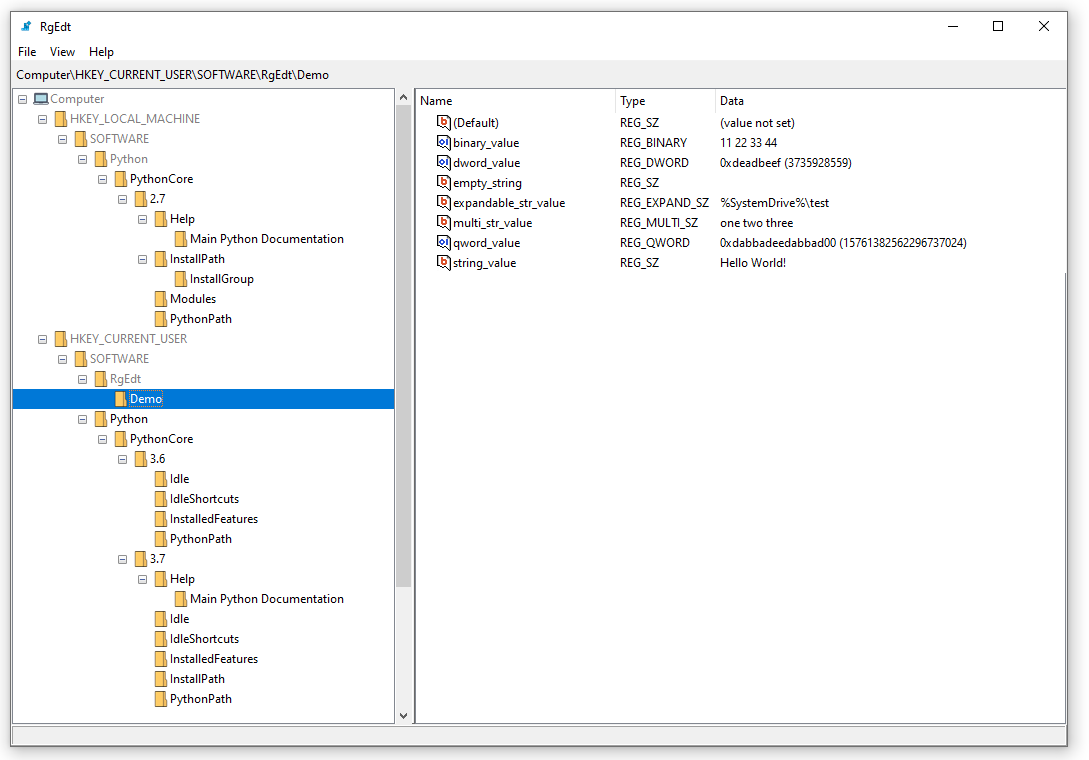 RgEdt
File View Help
Computer\HKEY_CURRENT_USER\SOFTWARE\RgEdt\Demo
Computer
HKEY_LOCAL_MACHINE
SOFTWARE
Python
PythonCore
2.7
Help
Main Python Documentation
InstallPath
InstallGroup
Modules
PythonPath
HKEY_CURRENT_USER
SOFTWARE
RgEdt
Demo
Python
PythonCore
3.6
Idle
IdleShortcuts
InstalledFeatures
PythonPath
3.7
Help
Main Python Documentation
Idle
IdleShortcuts
InstalledFeatures
InstallPath
PythonPath
Name Type Data
(Default) REG_SZ (value not set)
binary_value REG_BINARY 11 22 33 44
dword_value REG_DWORD 0xdeadbeef (3735928559)
empty_string REG_SZ
expandable_str_value REG_EXPAND_SZ %SystemDrive%\test
multi_str_value REG_MULTI_SZ one two three
qword_value REG_QWORD 0xdabbadeedabbad00 (15761382562296737024)
string_value REG_SZ Hello World!